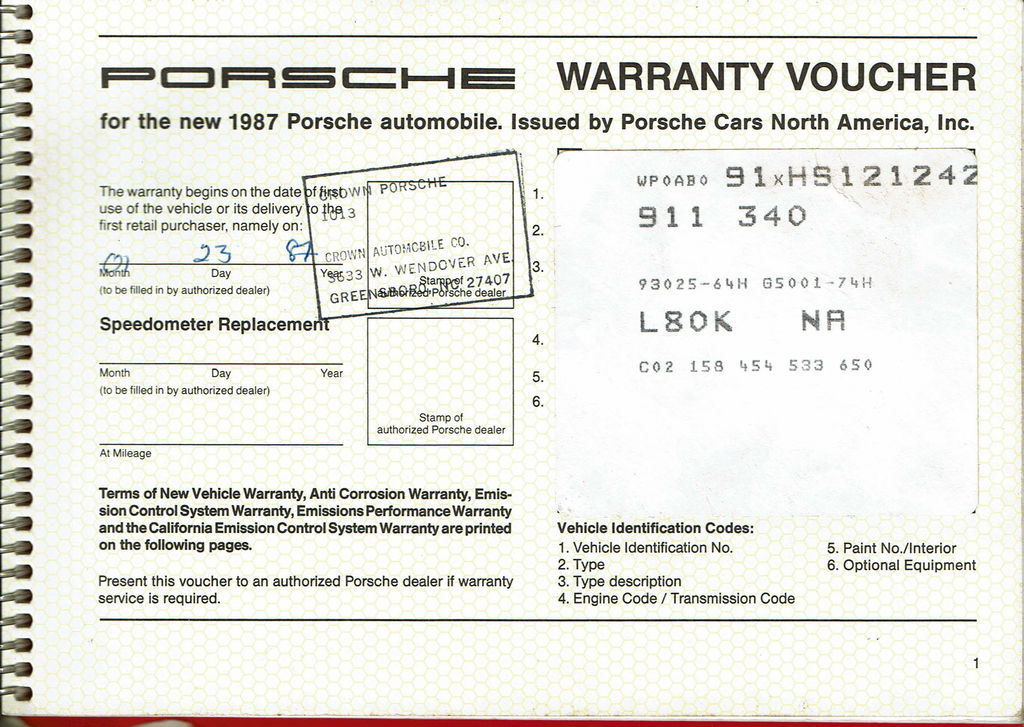 PORSCHE WARRANTY VOUCHER
for the new 1987 Porsche automobile. Issued by Porsche Cars North America, Inc.
The warranty begins on the date of first
use of the vehicle or its delivery to the
first retail purchaser, namely on:
23 87
Month Day Year
(to be filled in by authorized dealer)
CROWN PORSCHE
1013
CROWN AUTOMOBILE CO.
3633 W. WENDOVER AVE.
GREENSBORO, NC 27407
Stamp of
authorized Porsche dealer
Speedometer Replacement
Month Day Year
(to be filled in by authorized dealer)
At Mileage
Stamp of
authorized Porsche dealer
Terms of New Vehicle Warranty, Anti Corrosion Warranty, Emis-
sion Control System Warranty, Emissions Performance Warranty
and the California Emission Control System Warranty are printed
on the following pages.
Present this voucher to an authorized Porsche dealer if warranty
service is required.
1.
2.
3.
4.
5.
6.
WP0AB0 91xHS121242
911 340
93025-64H G5001-74H
L80K NA
C02 158 454 533 650
Vehicle Identification Codes:
1. Vehicle Identification No.
2. Type
3. Type description
4. Engine Code / Transmission Code
5. Paint No./Interior
6. Optional Equipment
1